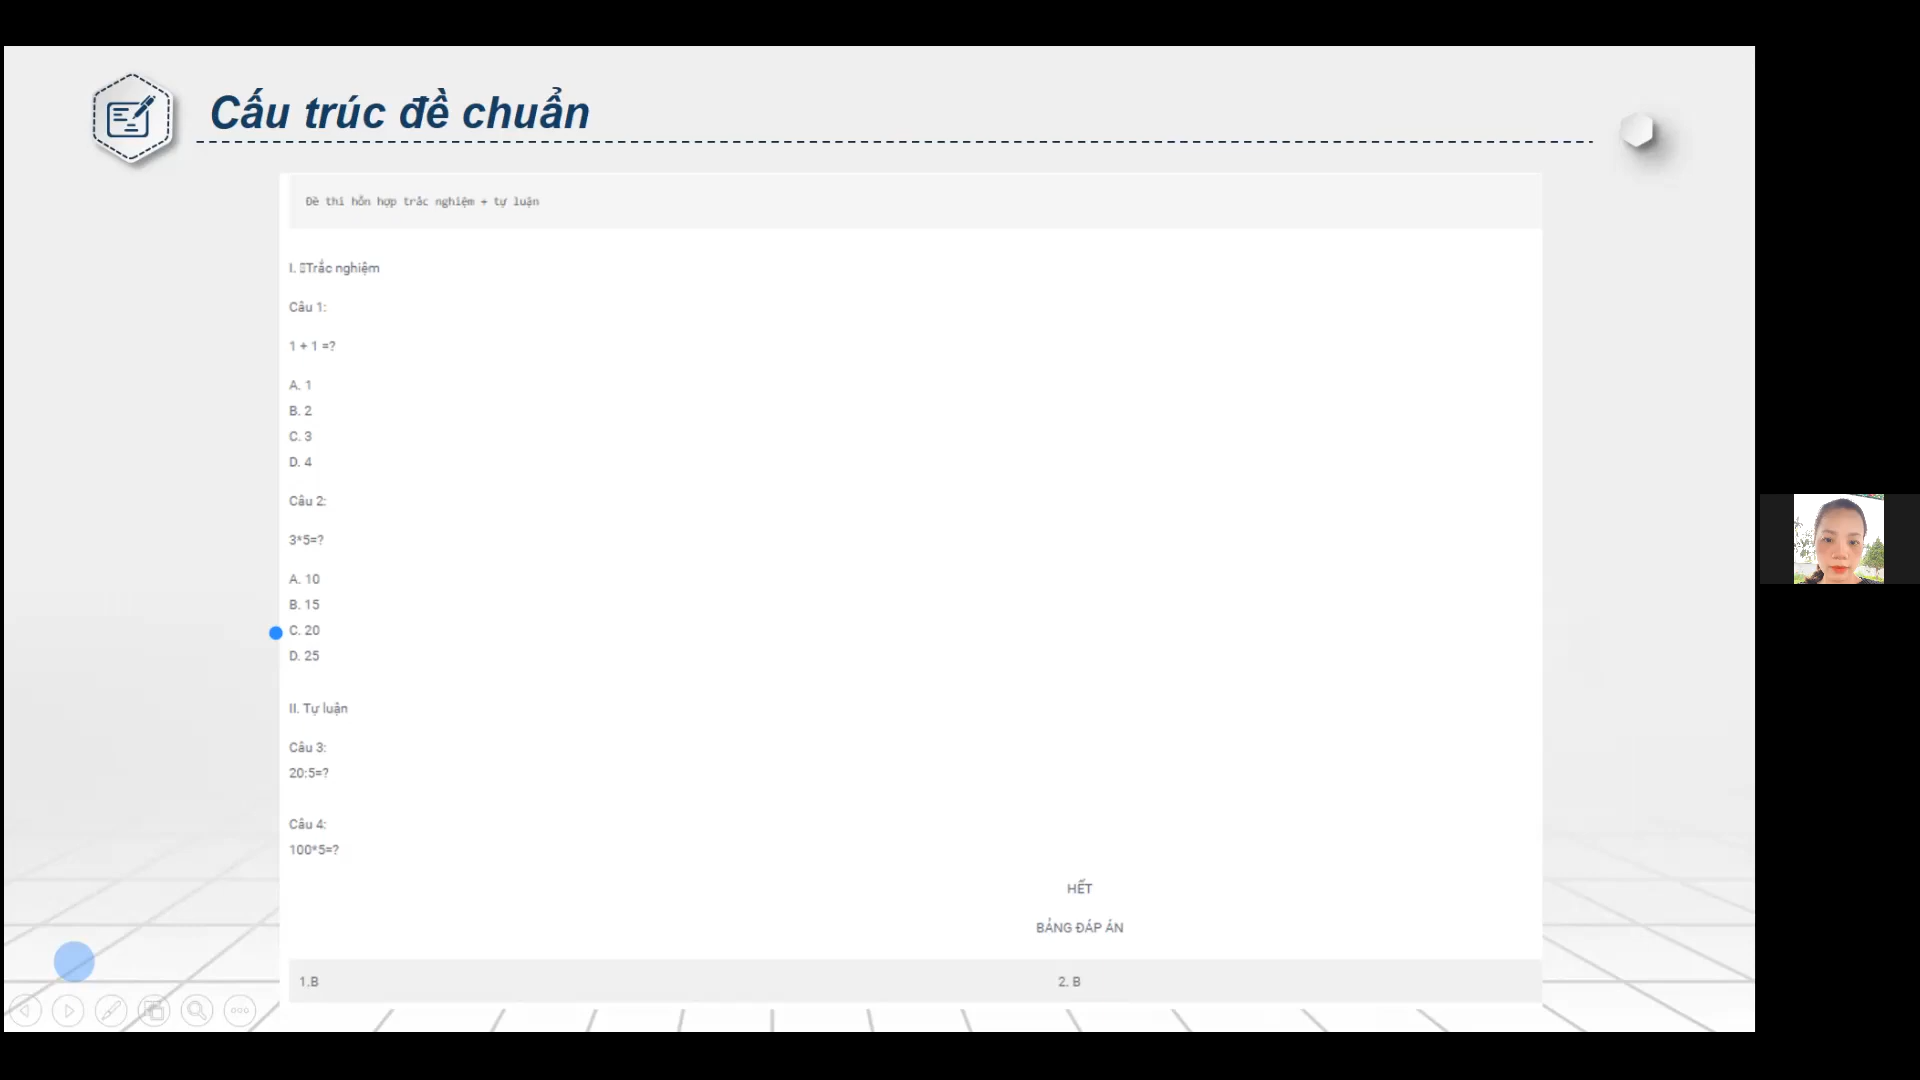 Cấu trúc đề chuẩn
Đề thi hỗn hợp trắc nghiệm + tự luận
I. Trắc nghiệm
Câu 1:
1 + 1 =?
A. 1
B. 2
C. 3
D. 4
Câu 2:
3*5=?
A. 10
B. 15
C. 20
D. 25
II. Tự luận
Câu 3:
20:5=?
Câu 4:
100*5=?
HẾT
BẢNG ĐÁP ÁN
1.B 2. B